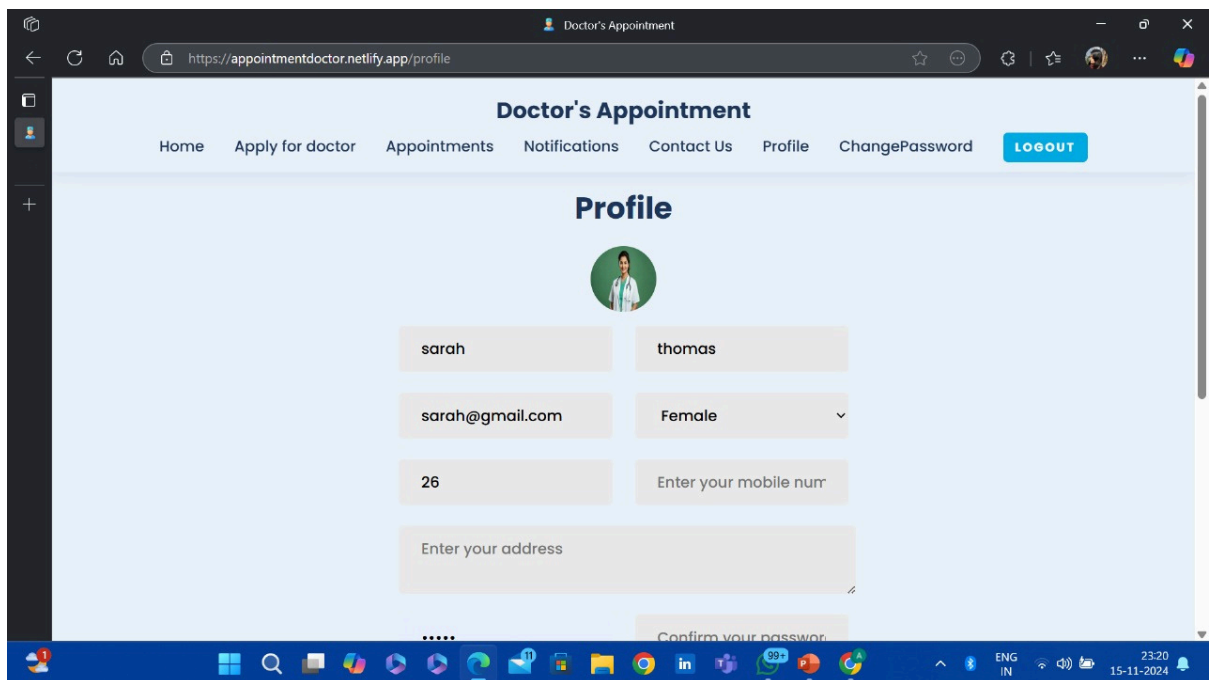 Doctor's Appointment
https://appointmentdoctor.netlify.app/profile
Doctor's Appointment
Home Apply for doctor Appointments Notifications Contact Us Profile ChangePassword LOGOUT
Profile
sarah thomas
sarah@gmail.com Female
26 Enter your mobile num
Enter your address
••••• Confirm your passwor
1 11 in 99+ A ENG 23:20
IN 15-11-2024